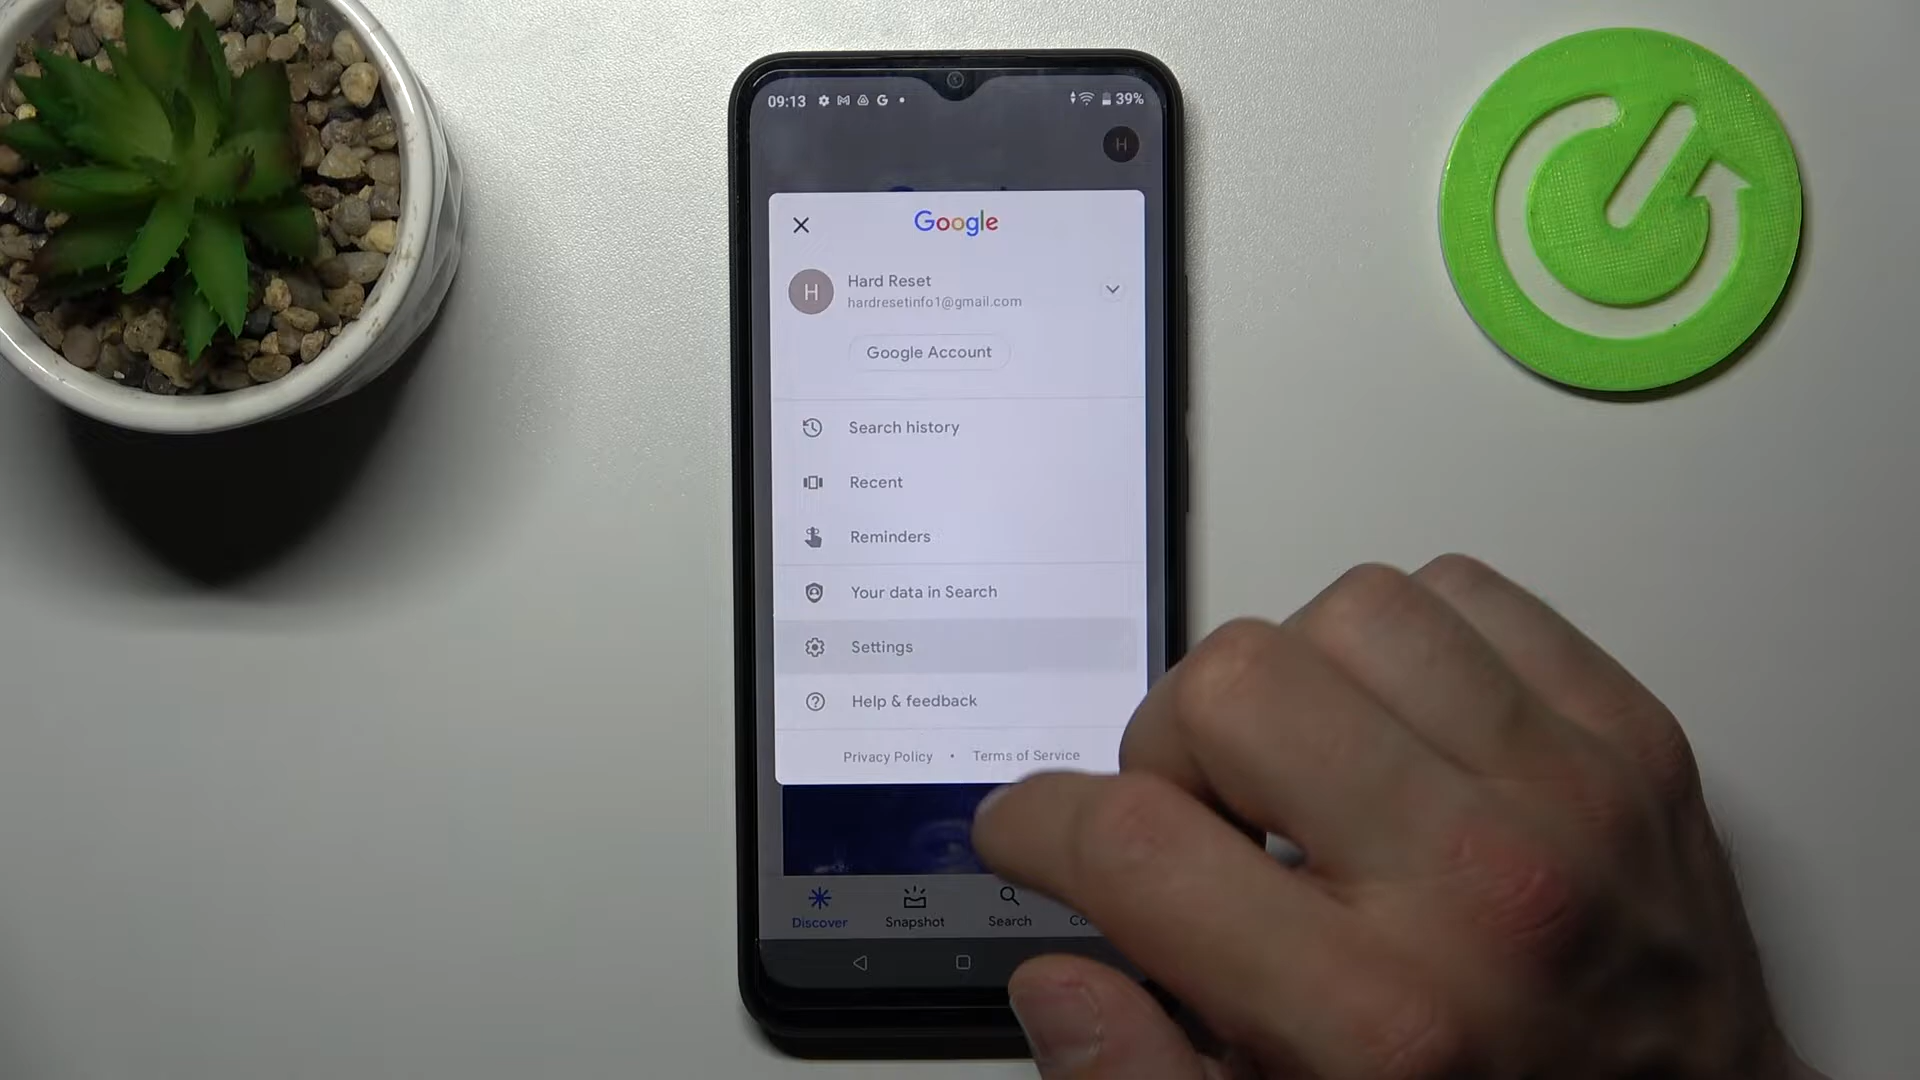 09:13 G 39%
H
Google
H
Hard Reset
hardresetinfo1@gmail.com
Google Account
Search history
Recent
Reminders
Your data in Search
Settings
Help & feedback
Privacy Policy • Terms of Service
Discover Snapshot Search